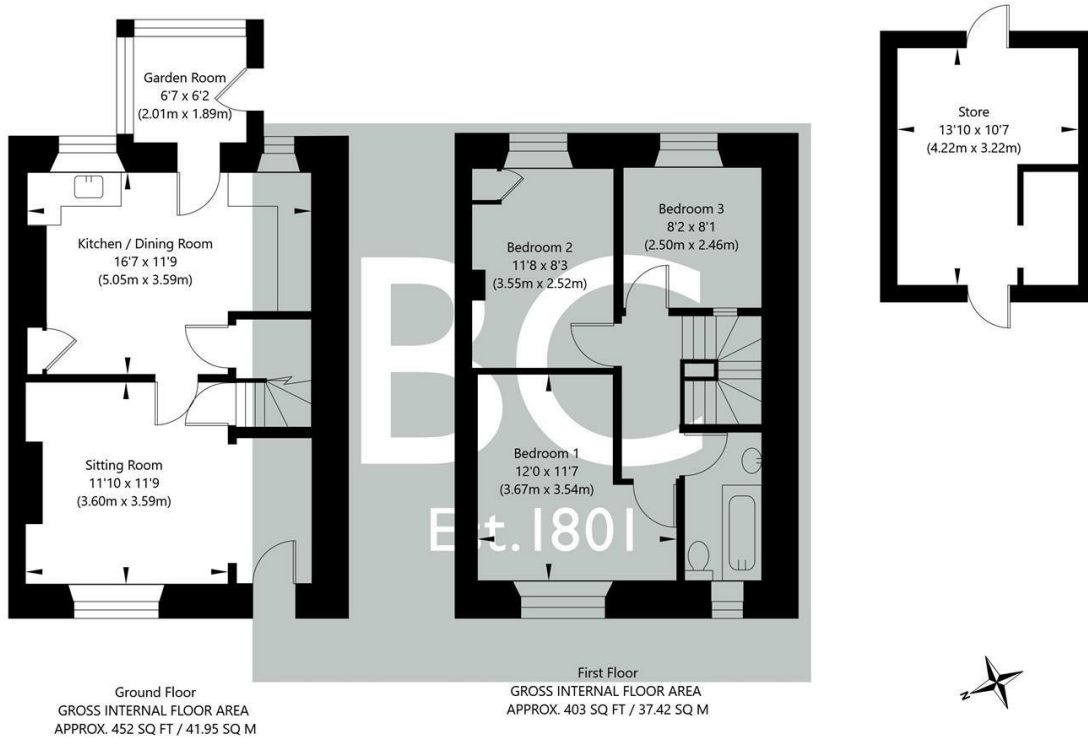 Garden Room
6'7 x 6'2
(2.01m x 1.89m)
Kitchen / Dining Room
16'7 x 11'9
(5.05m x 3.59m)
Sitting Room
11'10 x 11'9
(3.60m x 3.59m)
Ground Floor
GROSS INTERNAL FLOOR AREA
APPROX. 452 SQ FT / 41.95 SQ M
Bedroom 2
11'8 x 8'3
(3.55m x 2.52m)
Bedroom 3
8'2 x 8'1
(2.50m x 2.46m)
BC
Bedroom 1
12'0 x 11'7
(3.67m x 3.54m)
Est.1801
First Floor
GROSS INTERNAL FLOOR AREA
APPROX. 403 SQ FT / 37.42 SQ M
Store
13'10 x 10'7
(4.22m x 3.22m)
N